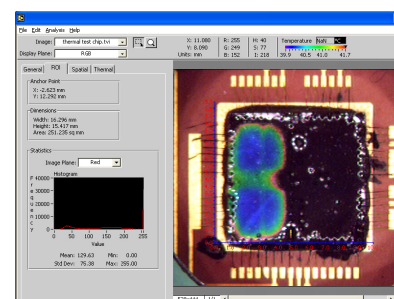 File Edit Analysis Help
Image: thermal test chip.tvi
Display Plane: RGB
X: 11.080
Y: 8.090
Units: mm
R: 255
G: 249
B: 152
H: 40
S: 77
I: 218
Temperature NaN °C
39.9 40.5 41.0 41.7
General ROI Spatial Thermal
Anchor Point
X: -2.623 mm
Y: 12.292 mm
Dimensions
Width: 16.296 mm
Height: 15.417 mm
Area: 251.235 sq mm
Statistics
Image Plane: Red
Histogram
Frequency
40000
30000
20000
10000
0
0 50 100 150 200 255
Value
Mean: 129.63 Min: 0.00
Std Dev: 75.38 Max: 255.00